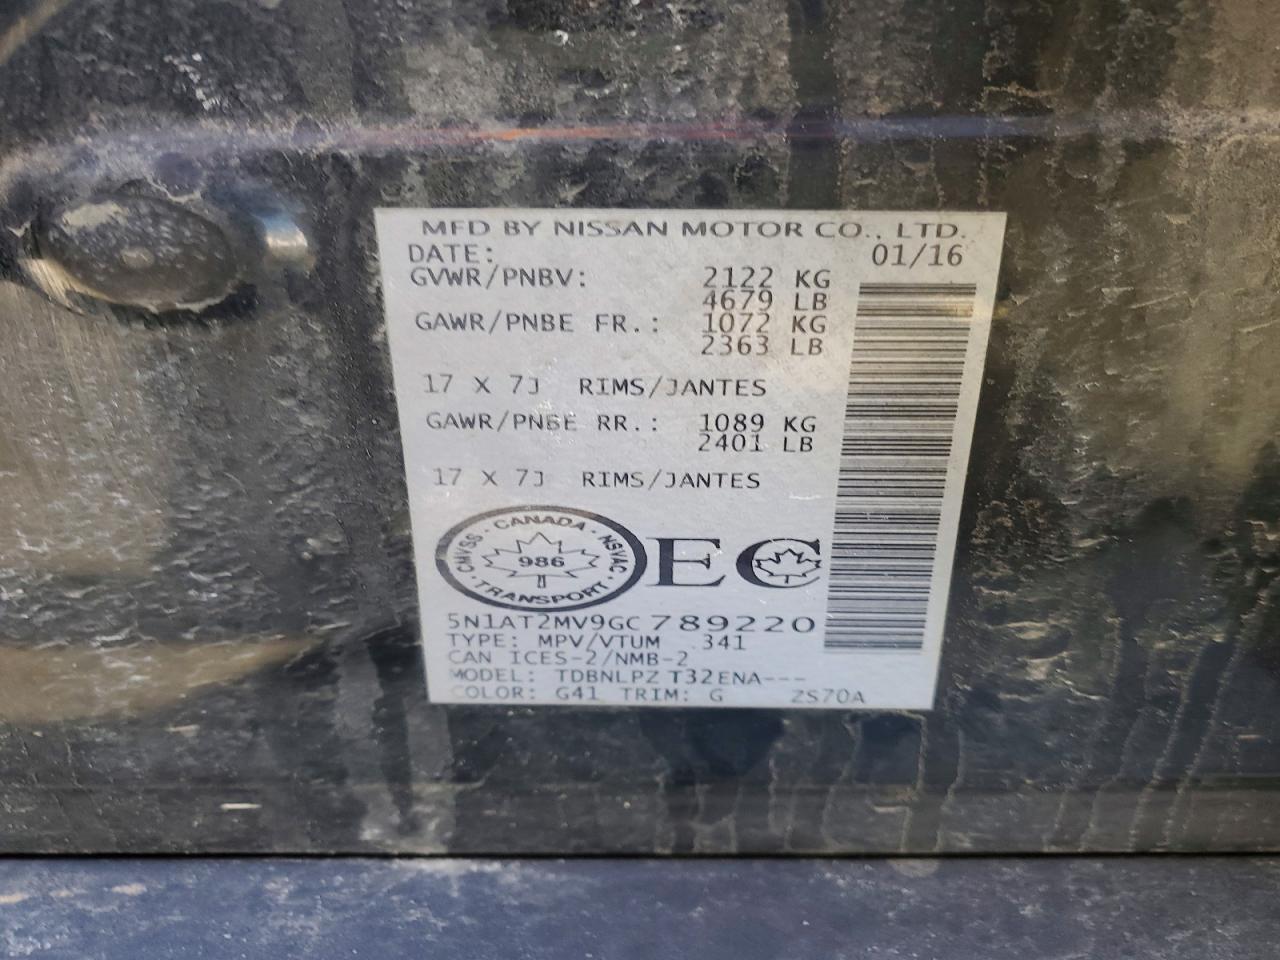 MFD BY NISSAN MOTOR CO., LTD.
DATE: 01/16
GVWR/PNBV: 2122 KG
4679 LB
GAWR/PNBE FR.: 1072 KG
2363 LB
17 X 7J RIMS/JANTES
GAWR/PNBE RR.: 1089 KG
2401 LB
17 X 7J RIMS/JANTES
CANADA · NSVAC · TRANSPORT · CMVSS ·
986
EC
5N1AT2MV9GC789220
TYPE: MPV/VTUM 341
CAN ICES-2/NMB-2
MODEL: TDBNLPZ T32ENA---
COLOR: G41 TRIM: G ZS70A